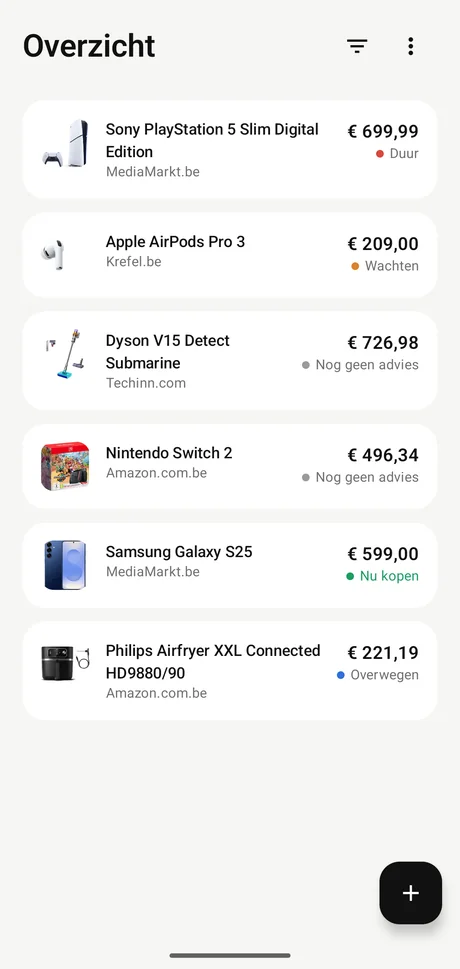 Overzicht
Sony PlayStation 5 Slim Digital
Edition
MediaMarkt.be
€ 699,99
Duur
Apple AirPods Pro 3
Krefel.be
€ 209,00
Wachten
Dyson V15 Detect
Submarine
Techinn.com
€ 726,98
Nog geen advies
Nintendo Switch 2
Amazon.com.be
€ 496,34
Nog geen advies
Samsung Galaxy S25
MediaMarkt.be
€ 599,00
Nu kopen
Philips Airfryer XXL Connected
HD9880/90
Amazon.com.be
€ 221,19
Overwegen